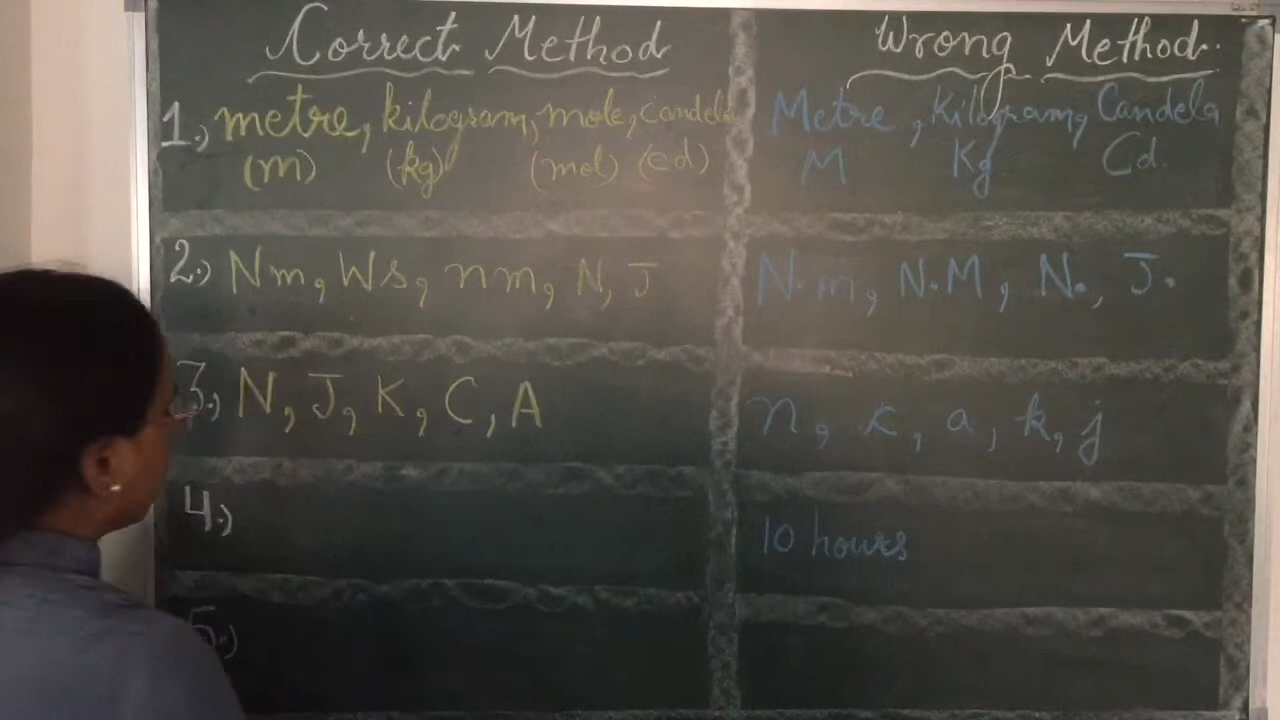 Correct Method Wrong Method.
1.) metre, kilogram, mole, candela Metre, Kilogram, Candela
(m) (kg) (mol) (cd) M Kg Cd.
2.) Nm, Ws, nm, N, J N.m, N.M, N., J.
3.) N, J, K, C, A n, c, a, k, j
4.) 10 hours
5.)